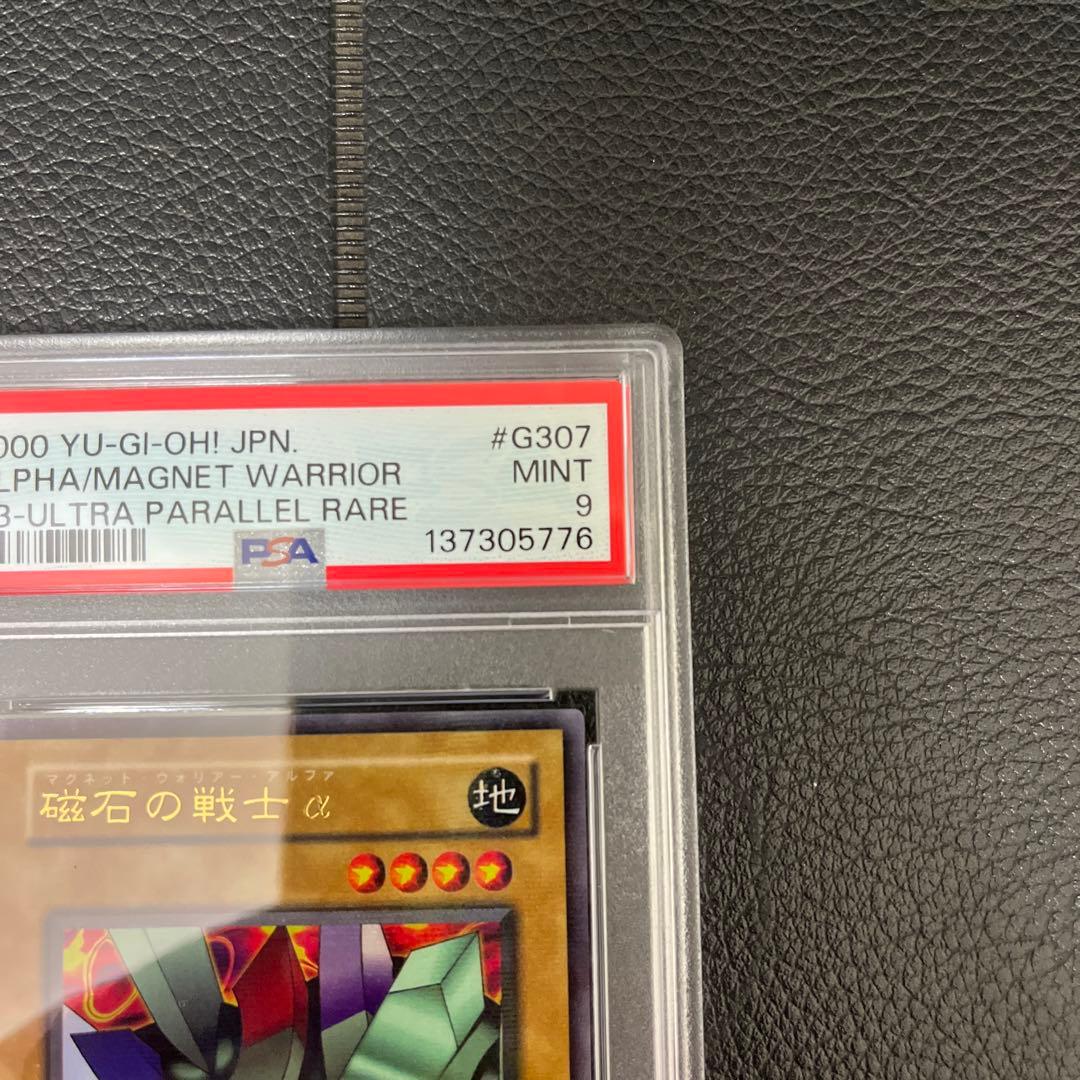 000 YU-GI-OH! JPN. #G307
LPHA/MAGNET WARRIOR MINT
3-ULTRA PARALLEL RARE 9
PSA 137305776
マグネット・ウォリアー・アルファ
磁石の戦士α
地